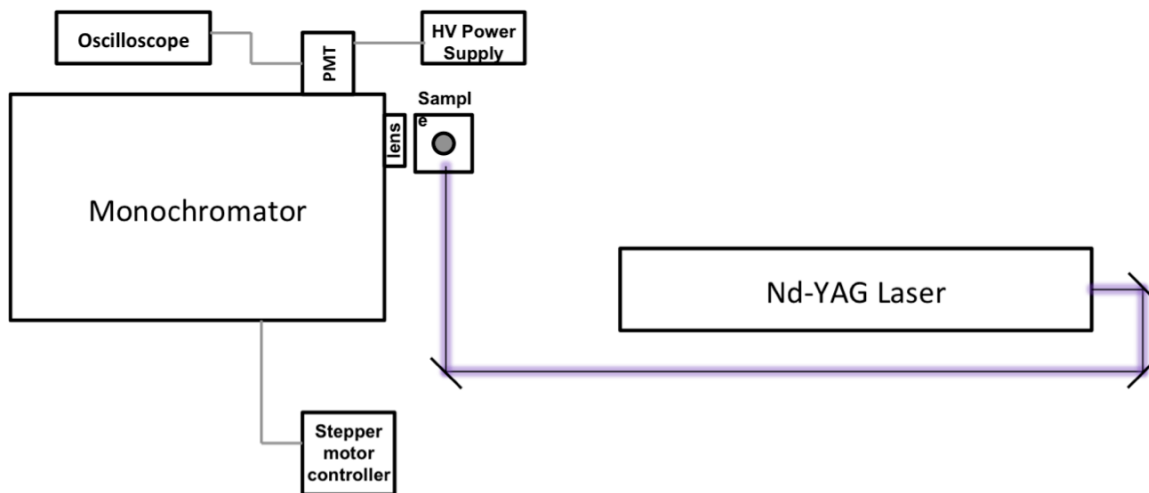 Oscilloscope
PMT
HV Power
Supply
Sampl
e
lens
Monochromator
Nd-YAG Laser
Stepper
motor
controller